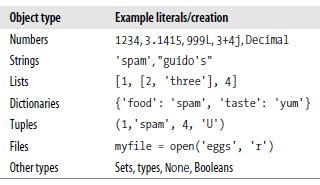 Object type Example literals/creation
Numbers 1234, 3.1415, 999L, 3+4j, Decimal
Strings 'spam', "guido's"
Lists [1, [2, 'three'], 4]
Dictionaries {'food': 'spam', 'taste': 'yum'}
Tuples (1,'spam', 4, 'U')
Files myfile = open('eggs', 'r')
Other types Sets, types, None, Booleans